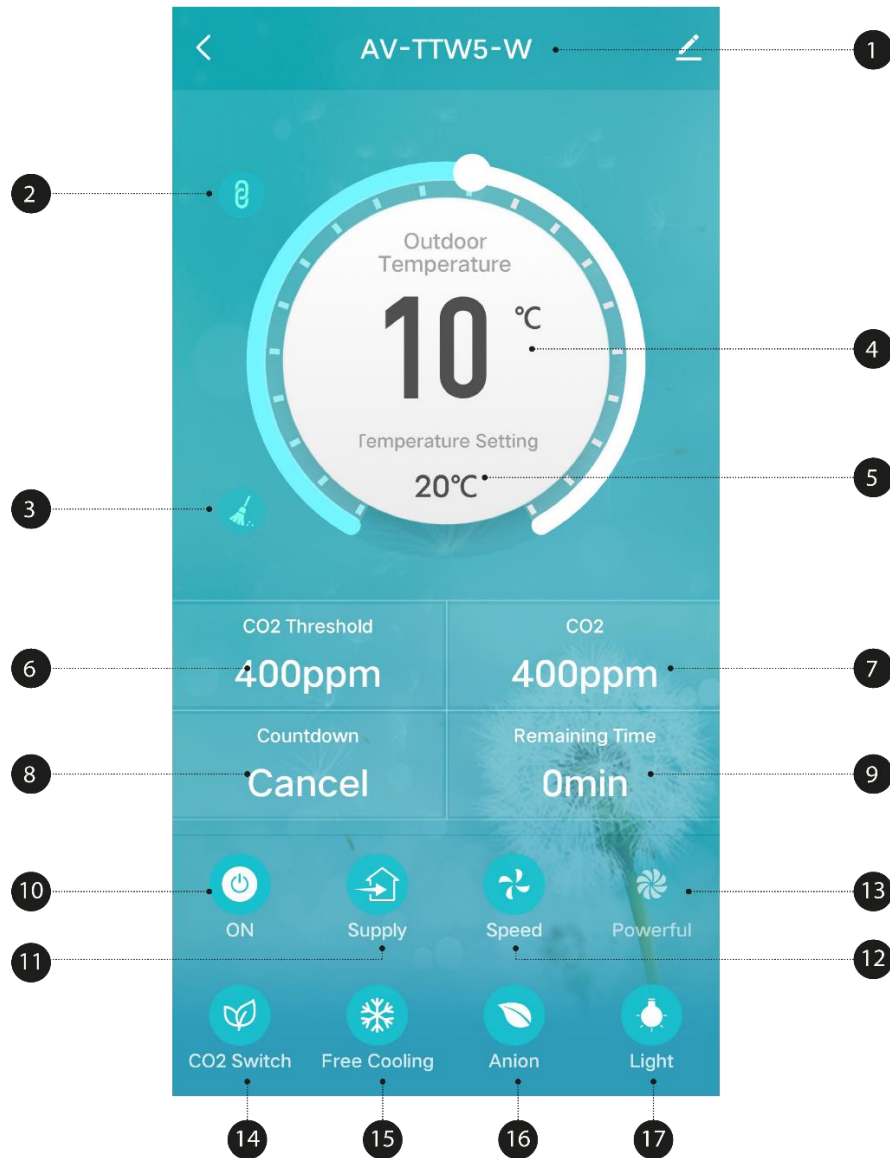 AV-TTW5-W
1
2
Outdoor
Temperature
10 °C
4
Temperature Setting
20°C
5
3
CO2 Threshold
CO2
6
400ppm
400ppm
7
Countdown
Remaining Time
8
Cancel
0min
9
10
13
ON
Supply
Speed
Powerful
11
12
CO2 Switch
Free Cooling
Anion
Light
14
15
16
17